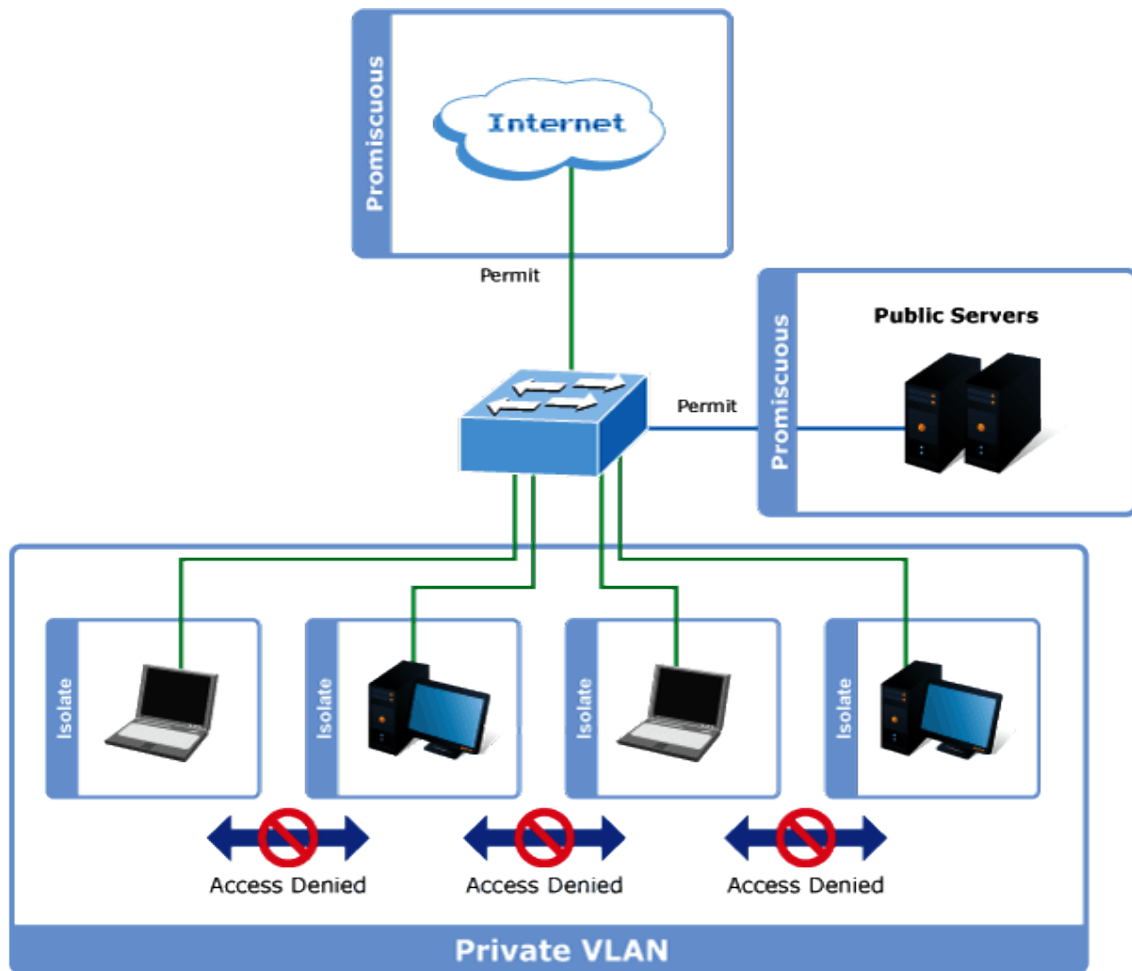 Promiscuous
Internet
Permit
Promiscuous
Public Servers
Permit
Isolate
Isolate
Isolate
Isolate
Access Denied
Access Denied
Access Denied
Private VLAN